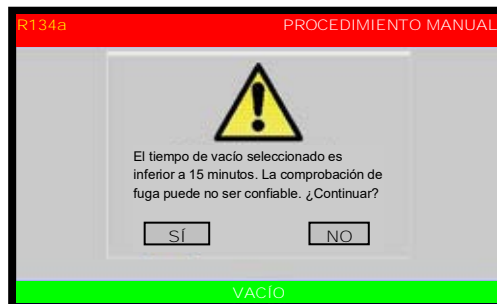 R134a PROCEDIMIENTO MANUAL
El tiempo de vacío seleccionado es
inferior a 15 minutos. La comprobación de
fuga puede no ser confiable. ¿Continuar?
SÍ NO
VACÍO